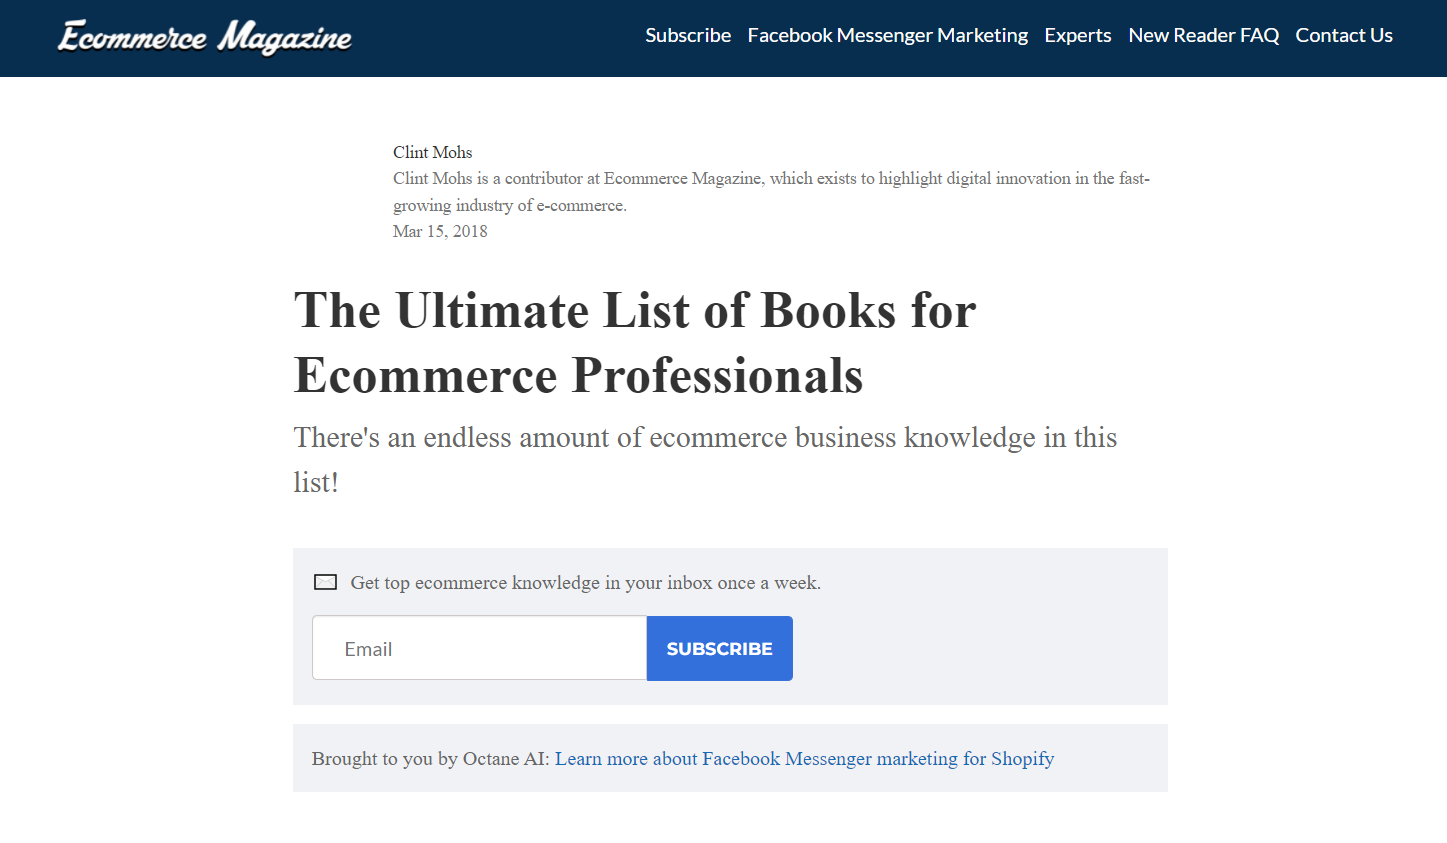 Ecommerce Magazine
Subscribe Facebook Messenger Marketing Experts New Reader FAQ Contact Us
Clint Mohs
Clint Mohs is a contributor at Ecommerce Magazine, which exists to highlight digital innovation in the fast-
growing industry of e-commerce.
Mar 15, 2018
The Ultimate List of Books for
Ecommerce Professionals
There's an endless amount of ecommerce business knowledge in this
list!
Get top ecommerce knowledge in your inbox once a week.
Email SUBSCRIBE
Brought to you by Octane AI: Learn more about Facebook Messenger marketing for Shopify